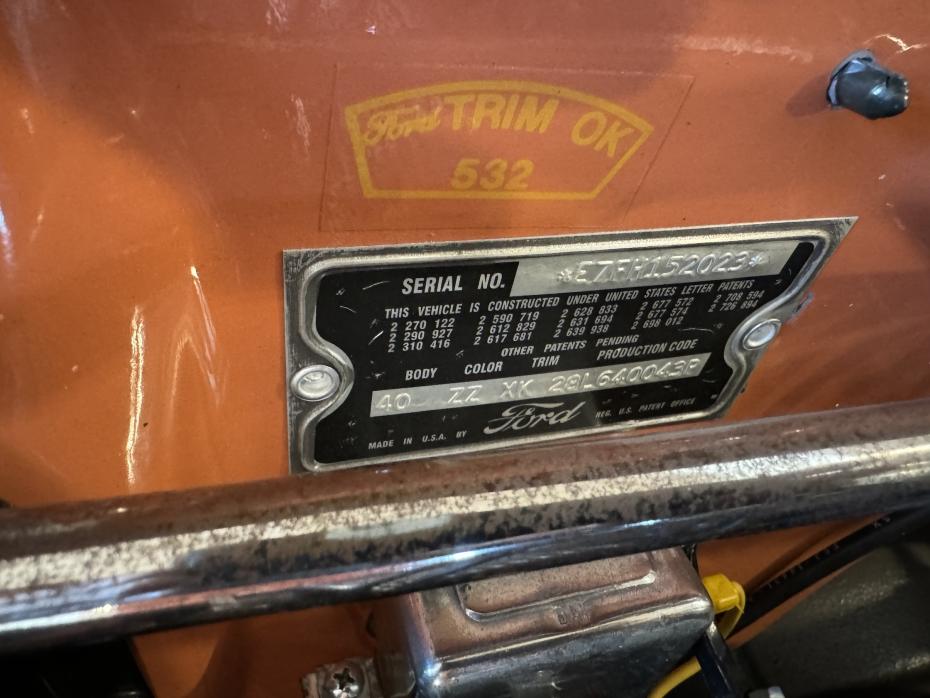 Ford TRIM OK
532
SERIAL NO. *E7FH152023*
THIS VEHICLE IS CONSTRUCTED UNDER UNITED STATES LETTER PATENTS
2 270 122 2 590 719 2 628 833 2 677 572 2 708 594
2 290 927 2 612 829 2 631 694 2 677 574 2 726 894
2 310 416 2 617 681 2 639 938 2 698 012
OTHER PATENTS PENDING
BODY COLOR TRIM PRODUCTION CODE
40 ZZ XK 28L640043P
MADE IN U.S.A. BY Ford REG. U.S. PATENT OFFICE